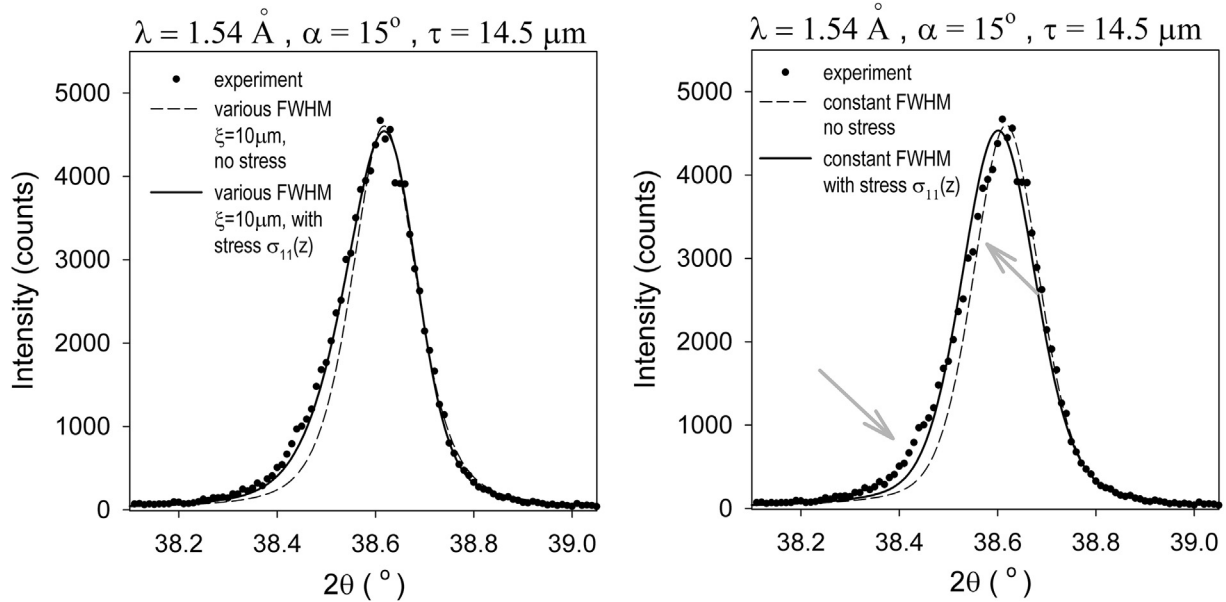 λ = 1.54 Å , α = 15° , τ = 14.5 μm
experiment
various FWHM
ξ=10μm,
no stress
various FWHM
ξ=10μm, with
stress σ₁₁(z)
5000
4000
3000
2000
1000
0
Intensity (counts)
38.2
38.4
38.6
38.8
39.0
2θ ( ° )
λ = 1.54 Å , α = 15° , τ = 14.5 μm
experiment
constant FWHM
no stress
constant FWHM
with stress σ₁₁(z)
5000
4000
3000
2000
1000
0
Intensity (counts)
38.2
38.4
38.6
38.8
39.0
2θ ( ° )